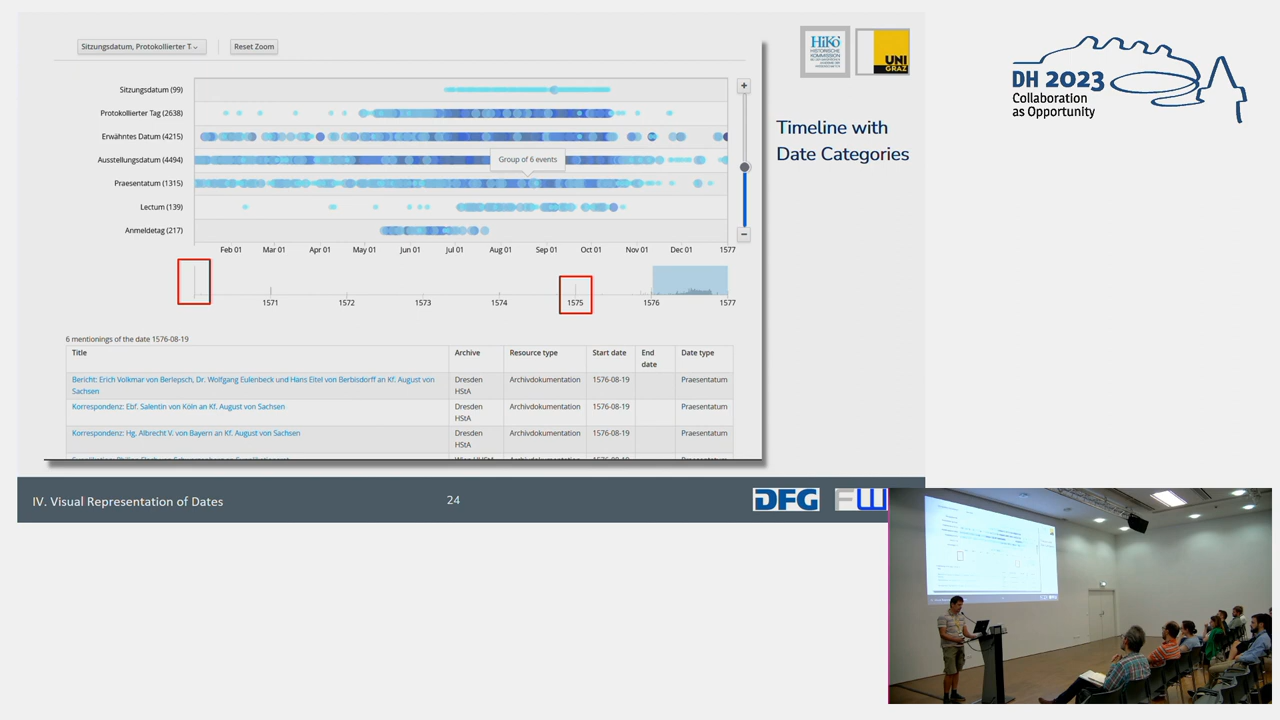 Sitzungsdatum, Protokollierter T.
Reset Zoom
HiKo
HISTORISCHE
KOMMISSION
UNI
GRAZ
DH 2023
Collaboration
as Opportunity
Timeline with
Date Categories
Sitzungsdatum (99)
Protokollierter Tag (2638)
Erwähntes Datum (4215)
Ausstellungsdatum (4494)
Group of 6 events
Praesentatum (1315)
Lectum (139)
Anmeldetag (217)
Feb 01 Mar 01 Apr 01 May 01 Jun 01 Jul 01 Aug 01 Sep 01 Oct 01 Nov 01 Dec 01 1577
1571 1572 1573 1574 1575 1576 1577
6 mentionings of the date 1576-08-19
Title Archive Resource type Start date End date Date type
Bericht: Erich Volkmar von Berlepsch, Dr. Wolfgang Eulenbeck und Hans Eitel von Berbisdorff an Kf. August von
Sachsen
Dresden HStA Archivdokumentation 1576-08-19 Praesentatum
Korrespondenz: Ebf. Salentin von Köln an Kf. August von Sachsen Dresden HStA Archivdokumentation 1576-08-19 Praesentatum
Korrespondenz: Hg. Albrecht V. von Bayern an Kf. August von Sachsen Dresden HStA Archivdokumentation 1576-08-19 Praesentatum
IV. Visual Representation of Dates
24
DFG
FW